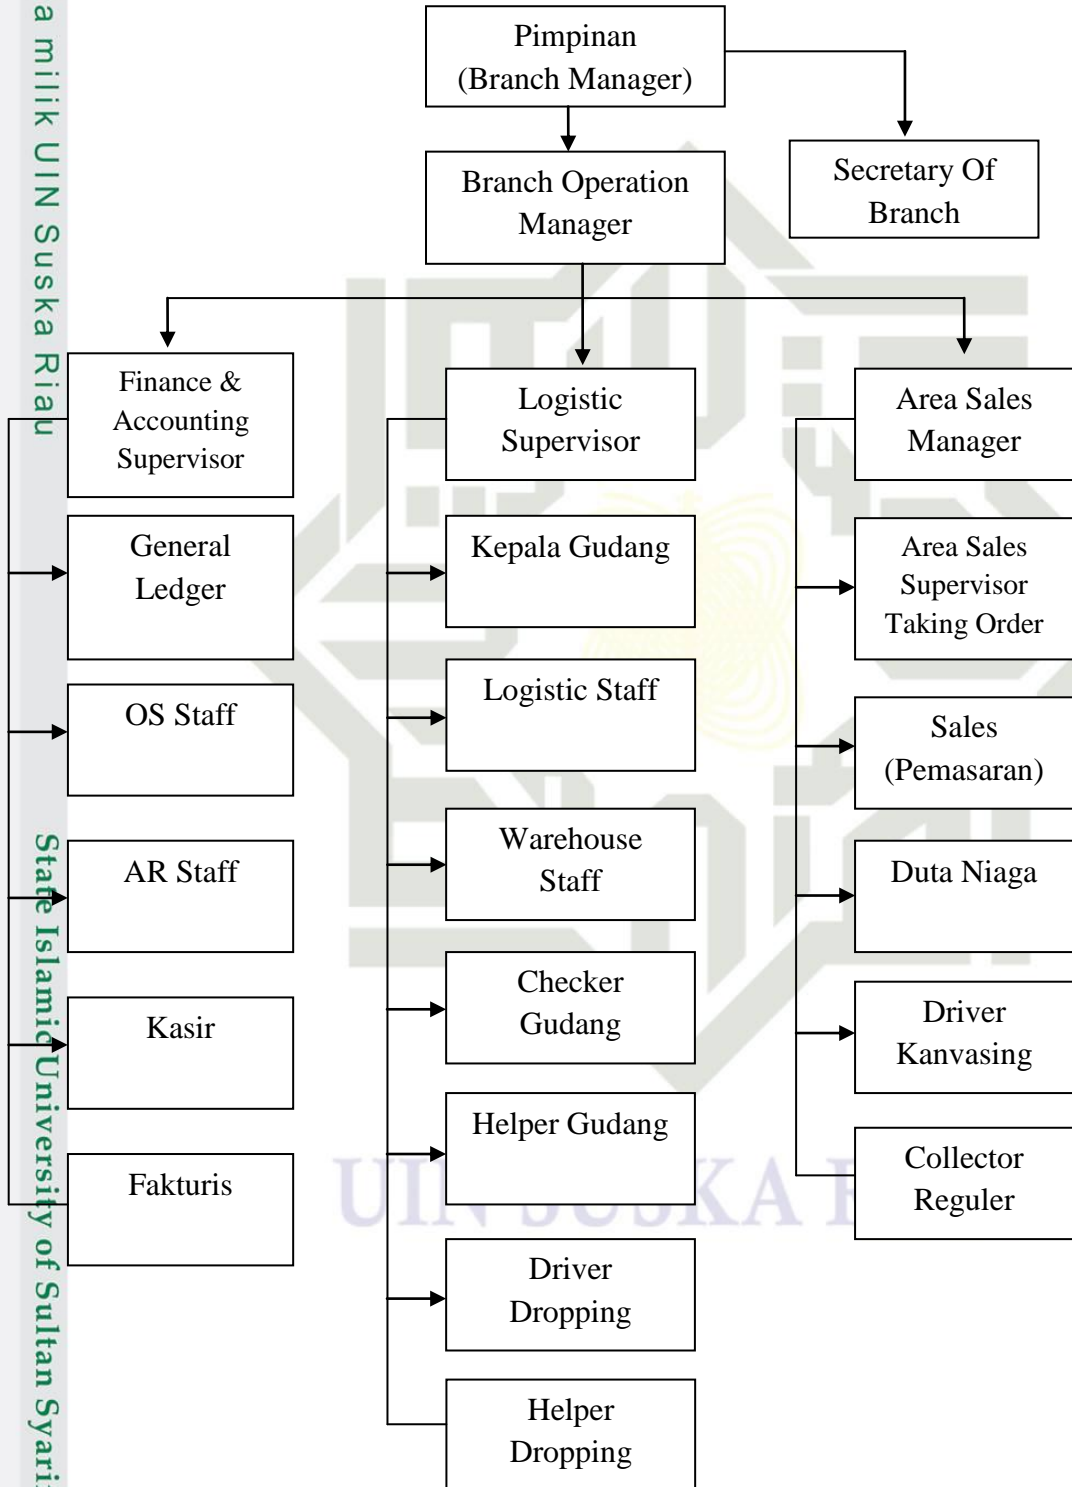 a milik UIN Suska Riau
State Islamic University of Sultan Syarif
Pimpinan
(Branch Manager)
Branch Operation
Manager
Secretary Of
Branch
Finance &
Accounting
Supervisor
General
Ledger
OS Staff
AR Staff
Kasir
Fakturis
Logistic
Supervisor
Kepala Gudang
Logistic Staff
Warehouse
Staff
Checker
Gudang
Helper Gudang
Driver
Dropping
Helper
Dropping
Area Sales
Manager
Area Sales
Supervisor
Taking Order
Sales
(Pemasaran)
Duta Niaga
Driver
Kanvasing
Collector
Reguler
UIN SUSKA R